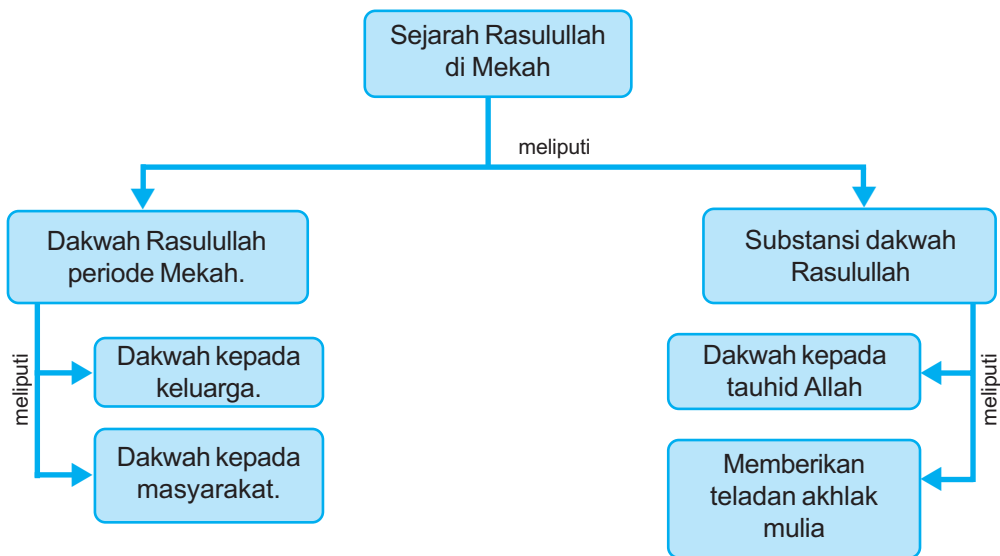 Sejarah Rasulullah
di Mekah
meliputi
Dakwah Rasulullah
periode Mekah.
meliputi
Dakwah kepada
keluarga.
Dakwah kepada
masyarakat.
Substansi dakwah
Rasulullah
meliputi
Dakwah kepada
tauhid Allah
Memberikan
teladan akhlak
mulia